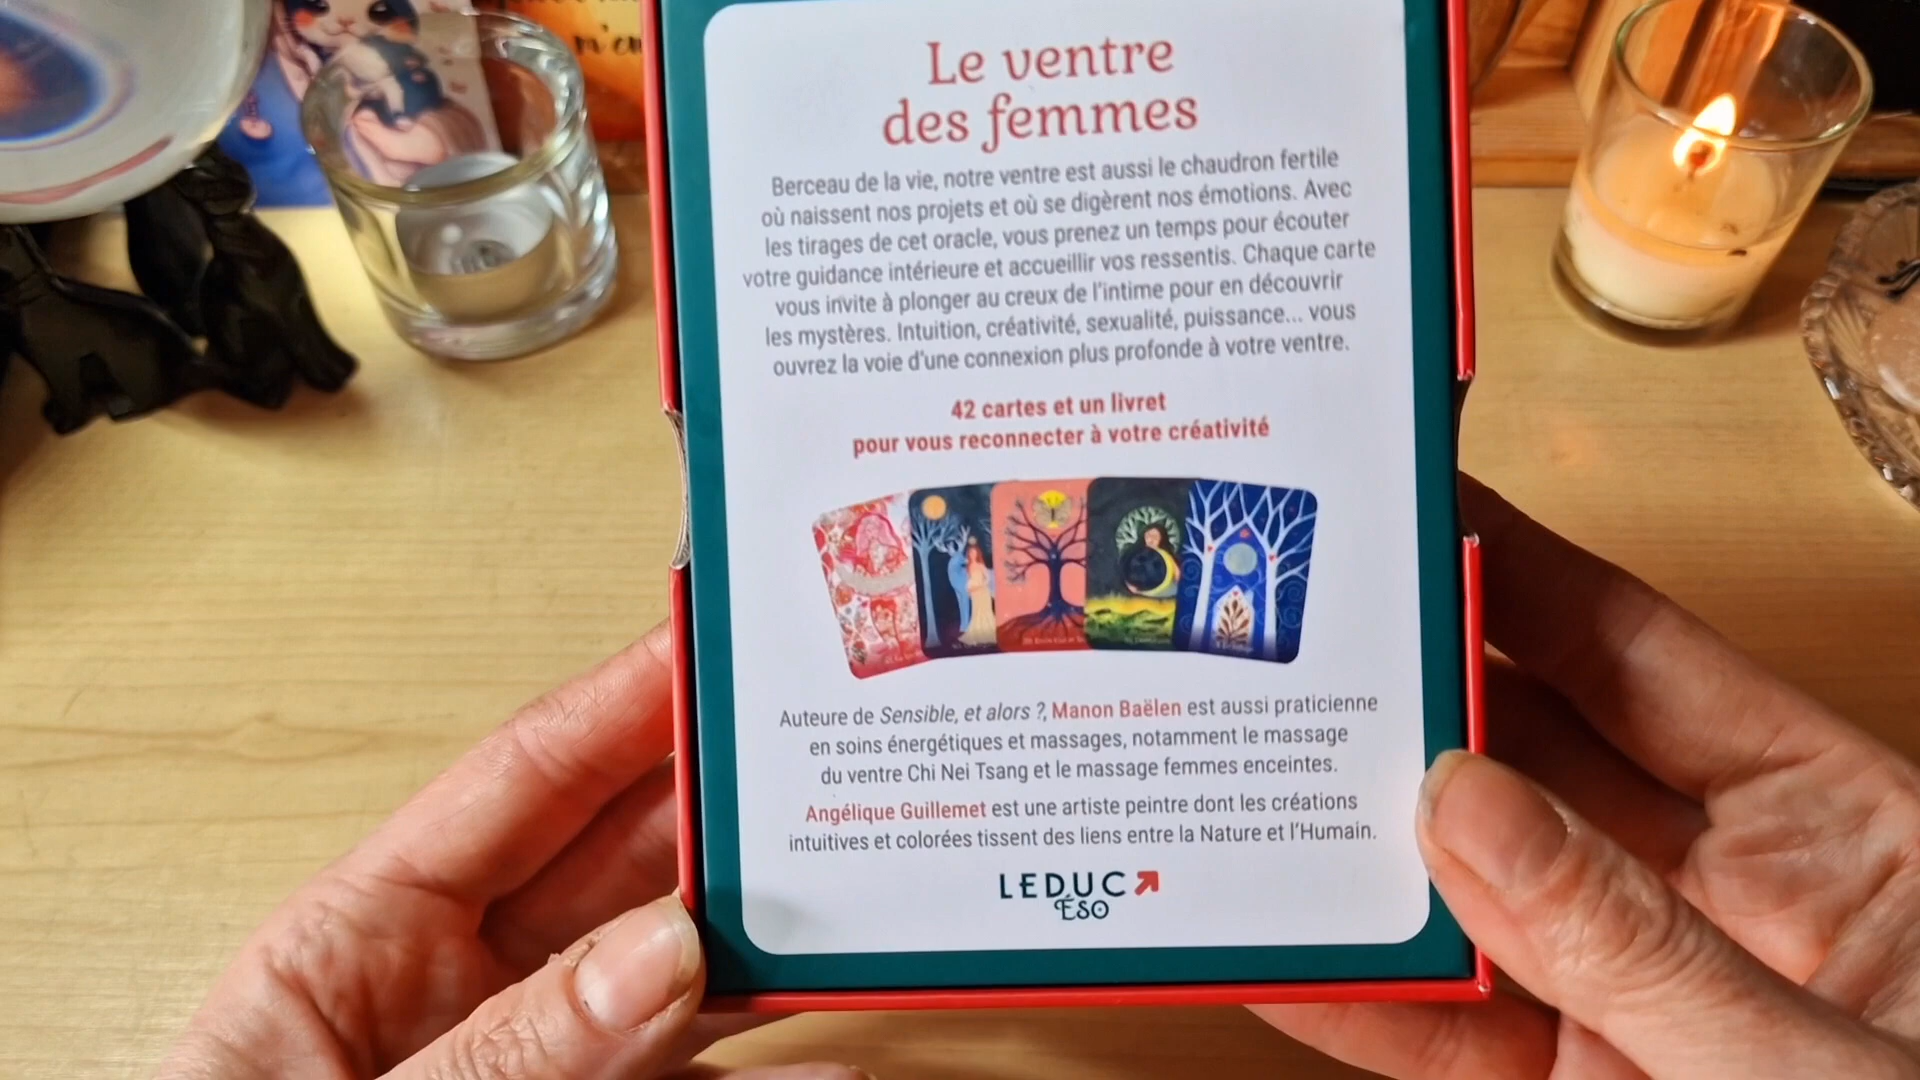 m'en
Le ventre
des femmes
Berceau de la vie, notre ventre est aussi le chaudron fertile
où naissent nos projets et où se digèrent nos émotions. Avec
les tirages de cet oracle, vous prenez un temps pour écouter
votre guidance intérieure et accueillir vos ressentis. Chaque carte
vous invite à plonger au creux de l'intime pour en découvrir
les mystères. Intuition, créativité, sexualité, puissance... vous
ouvrez la voie d'une connexion plus profonde à votre ventre.
42 cartes et un livret
pour vous reconnecter à votre créativité
Auteure de Sensible, et alors ?, Manon Baëlen est aussi praticienne
en soins énergétiques et massages, notamment le massage
du ventre Chi Nei Tsang et le massage femmes enceintes.
Angélique Guillemet est une artiste peintre dont les créations
intuitives et colorées tissent des liens entre la Nature et l'Humain.
LEDUC
ÉSO